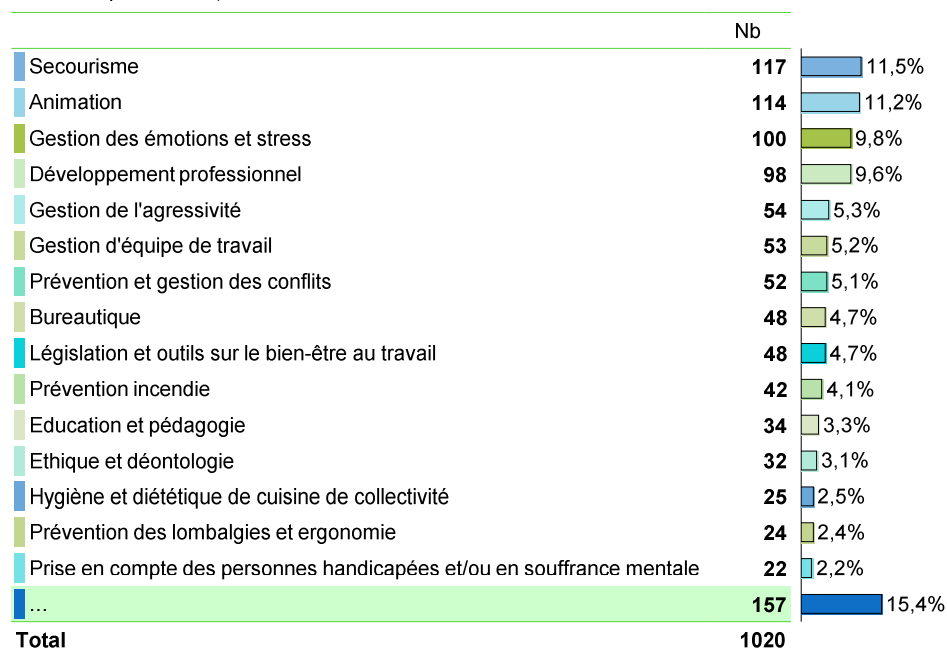 Nb
Secourisme 117 11,5%
Animation 114 11,2%
Gestion des émotions et stress 100 9,8%
Développement professionnel 98 9,6%
Gestion de l'agressivité 54 5,3%
Gestion d'équipe de travail 53 5,2%
Prévention et gestion des conflits 52 5,1%
Bureautique 48 4,7%
Législation et outils sur le bien-être au travail 48 4,7%
Prévention incendie 42 4,1%
Education et pédagogie 34 3,3%
Ethique et déontologie 32 3,1%
Hygiène et diététique de cuisine de collectivité 25 2,5%
Prévention des lombalgies et ergonomie 24 2,4%
Prise en compte des personnes handicapées et/ou en souffrance mentale 22 2,2%
... 157 15,4%
Total 1020